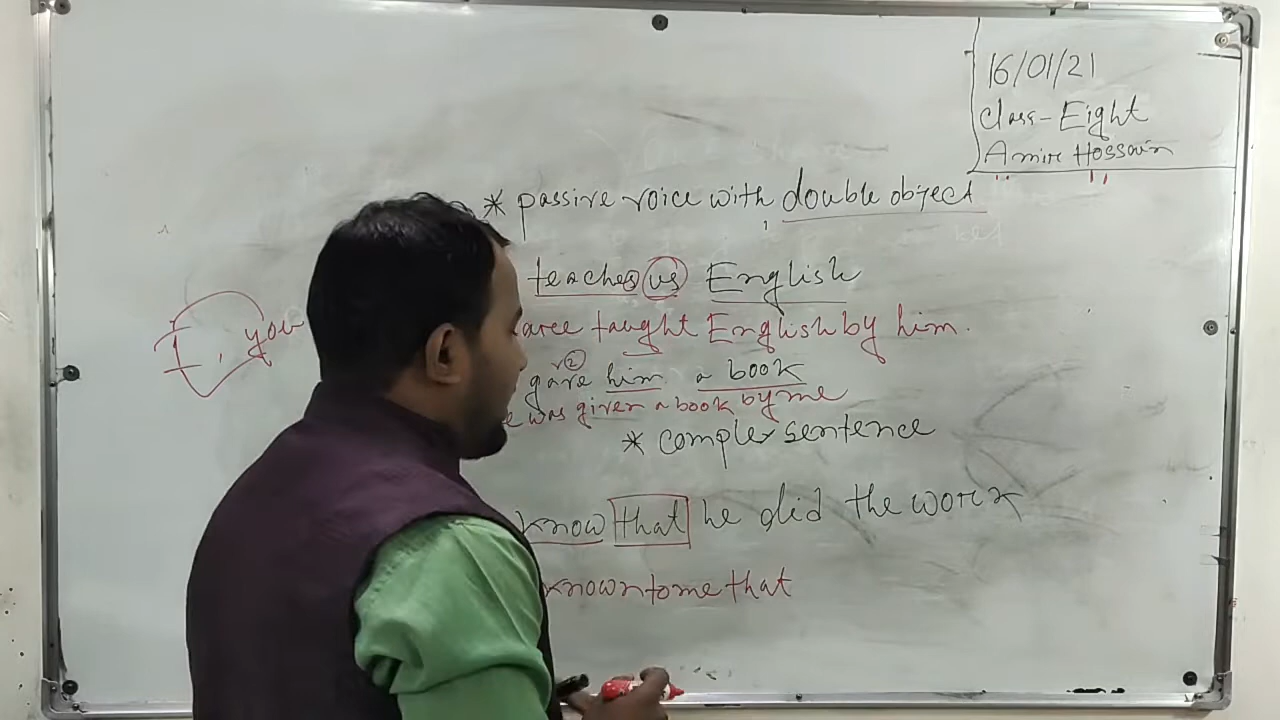 16/01/21
Class-Eight
Amir Hossain
* passive voice with double object
teaches us English
are taught English by him.
I, you
②
gave him a book
e was given a book by me
* complex sentence
know that he did the work
known to me that